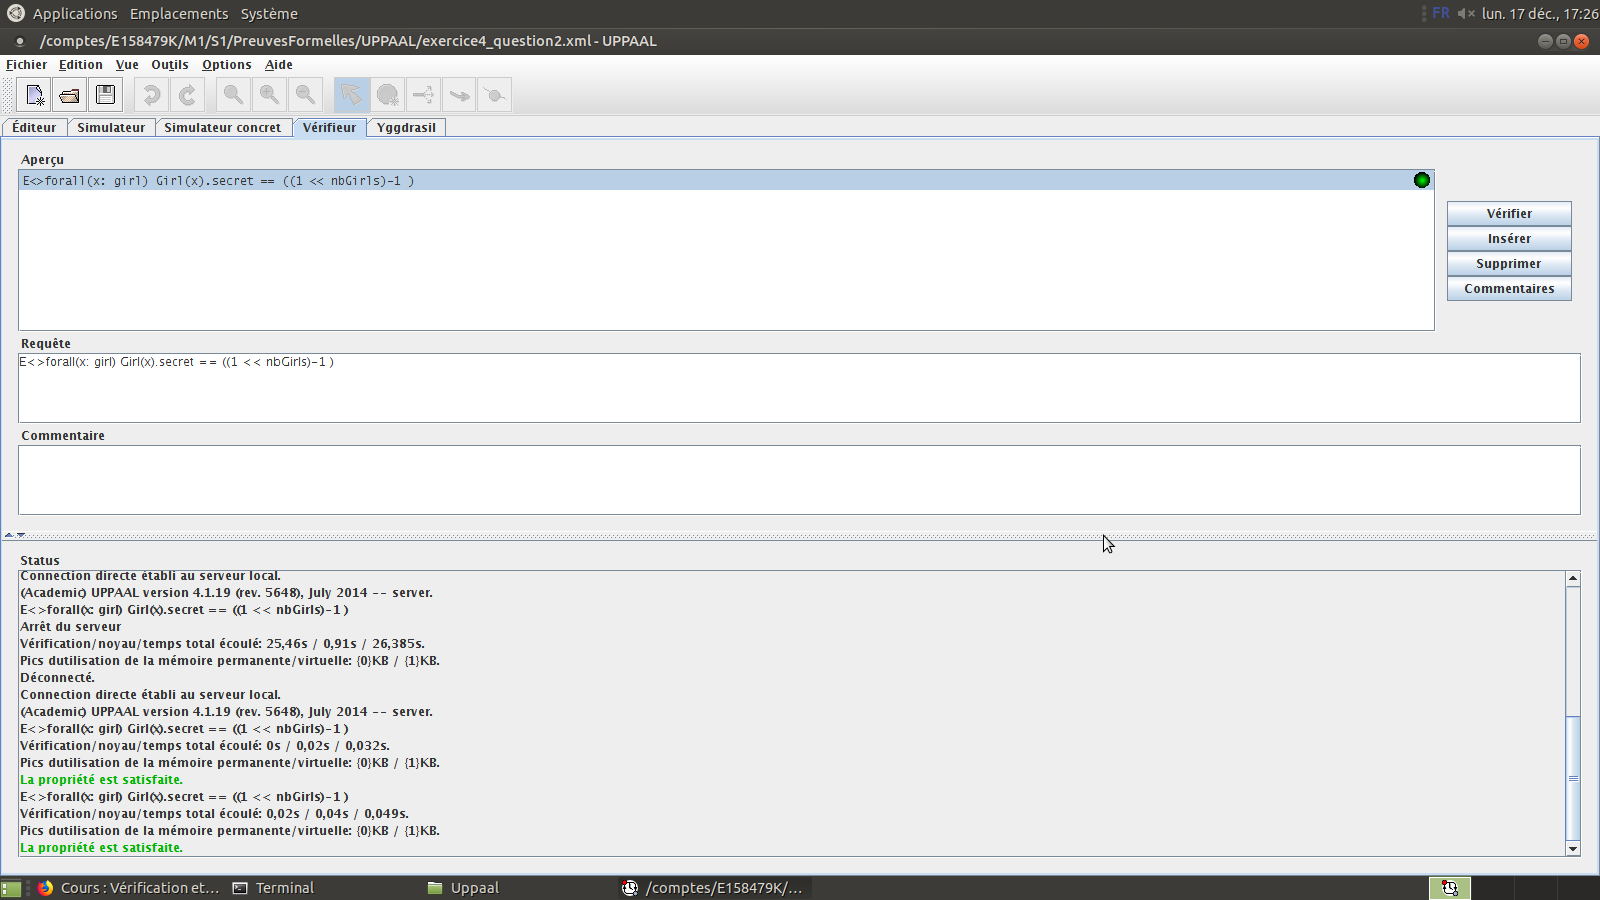 Applications Emplacements Système FR lun. 17 déc., 17:26
/comptes/E158479K/M1/S1/PreuvesFormelles/UPPAAL/exercice4_question2.xml - UPPAAL
Fichier Edition Vue Outils Options Aide
Éditeur Simulateur Simulateur concret Vérifieur Yggdrasil
Aperçu
E<>forall(x: girl) Girl(x).secret == ((1 << nbGirls)-1 )
Vérifier
Insérer
Supprimer
Commentaires
Requête
E<>forall(x: girl) Girl(x).secret == ((1 << nbGirls)-1 )
Commentaire
Status
Connection directe établi au serveur local.
(Academic) UPPAAL version 4.1.19 (rev. 5648), July 2014 -- server.
E<>forall(x: girl) Girl(x).secret == ((1 << nbGirls)-1 )
Arrêt du serveur
Vérification/noyau/temps total écoulé: 25,46s / 0,91s / 26,385s.
Pics dutilisation de la mémoire permanente/virtuelle: {0}KB / {1}KB.
Déconnecté.
Connection directe établi au serveur local.
(Academic) UPPAAL version 4.1.19 (rev. 5648), July 2014 -- server.
E<>forall(x: girl) Girl(x).secret == ((1 << nbGirls)-1 )
Vérification/noyau/temps total écoulé: 0s / 0,02s / 0,032s.
Pics dutilisation de la mémoire permanente/virtuelle: {0}KB / {1}KB.
La propriété est satisfaite.
E<>forall(x: girl) Girl(x).secret == ((1 << nbGirls)-1 )
Vérification/noyau/temps total écoulé: 0,02s / 0,04s / 0,049s.
Pics dutilisation de la mémoire permanente/virtuelle: {0}KB / {1}KB.
La propriété est satisfaite.
Cours : Vérification et... Terminal Uppaal /comptes/E158479K/...